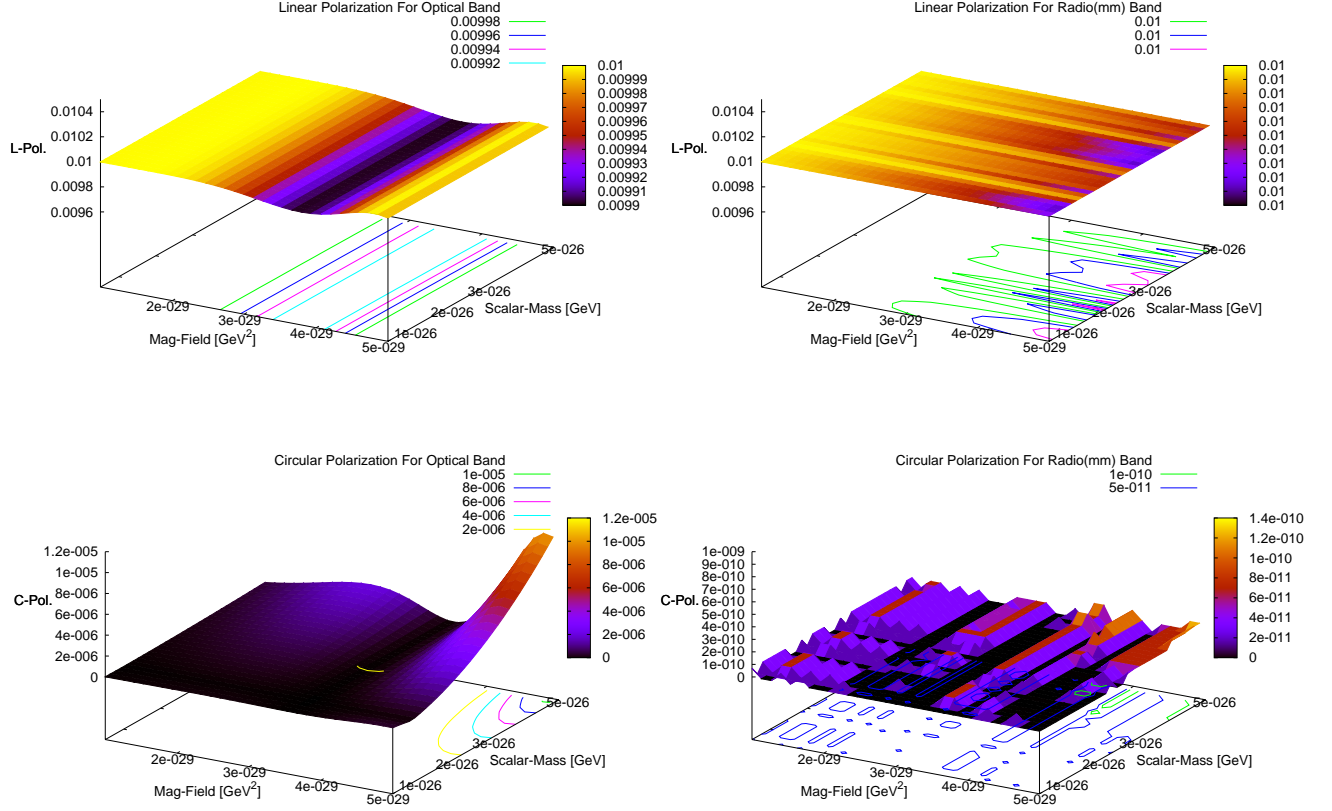 Linear Polarization For Optical Band
0.00998
0.00996
0.00994
0.00992
0.01
0.00999
0.00998
0.00997
0.00996
0.00995
0.00994
0.00993
0.00992
0.00991
0.0099
0.0104
0.0102
0.01
0.0098
0.0096
L-Pol.
2e-029
3e-029
4e-029
5e-029
Mag-Field [GeV²]
1e-026
2e-026
3e-026
5e-026
Scalar-Mass [GeV]
Linear Polarization For Radio(mm) Band
0.01
0.01
0.01
0.01
0.01
0.01
0.01
0.01
0.01
0.01
0.01
0.01
0.01
0.01
0.0104
0.0102
0.01
0.0098
0.0096
L-Pol.
2e-029
3e-029
4e-029
5e-029
Mag-Field [GeV²]
1e-026
2e-026
3e-026
5e-026
Scalar-Mass [GeV]
Circular Polarization For Optical Band
1e-005
8e-006
6e-006
4e-006
2e-006
1.2e-005
1e-005
8e-006
6e-006
4e-006
2e-006
0
1.2e-005
1e-005
8e-006
6e-006
4e-006
2e-006
0
C-Pol.
2e-029
3e-029
4e-029
5e-029
Mag-Field [GeV²]
1e-026
2e-026
3e-026
5e-026
Scalar-Mass [GeV]
Circular Polarization For Radio(mm) Band
1e-010
5e-011
1.4e-010
1.2e-010
1e-010
8e-011
6e-011
4e-011
2e-011
0
1e-009
9e-010
8e-010
7e-010
6e-010
5e-010
4e-010
3e-010
2e-010
1e-010
0
C-Pol.
2e-029
3e-029
4e-029
5e-029
Mag-Field [GeV²]
1e-026
2e-026
3e-026
5e-026
Scalar-Mass [GeV]